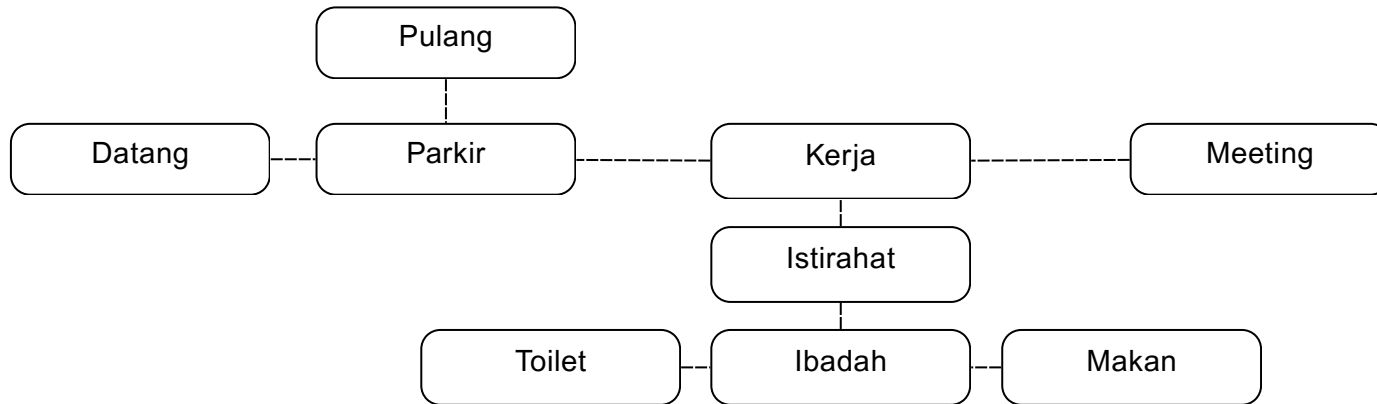 Pulang
Datang
Parkir
Kerja
Meeting
Istirahat
Toilet
Ibadah
Makan